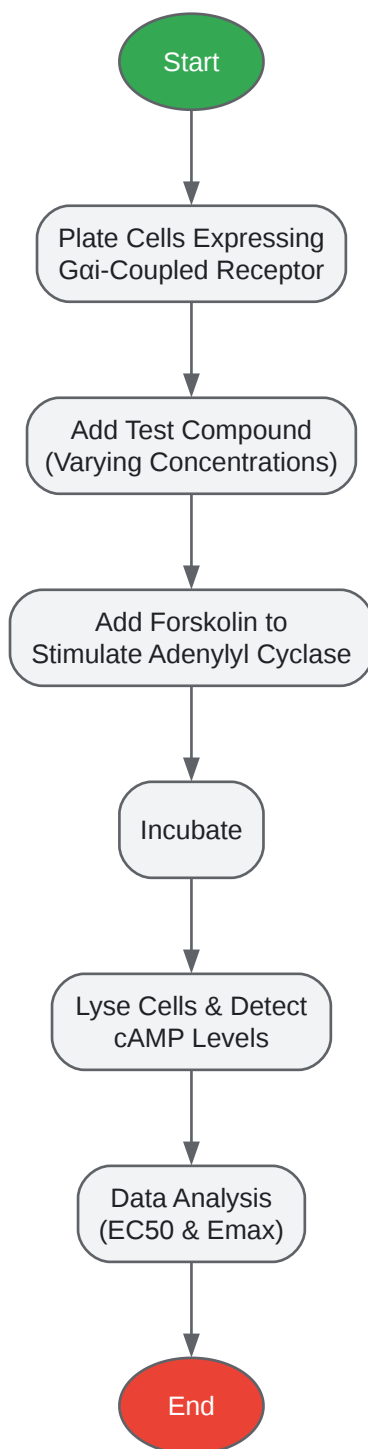 Start
Plate Cells Expressing
Gαi-Coupled Receptor
Add Test Compound
(Varying Concentrations)
Add Forskolin to
Stimulate Adenylyl Cyclase
Incubate
Lyse Cells & Detect
cAMP Levels
Data Analysis
(EC50 & Emax)
End